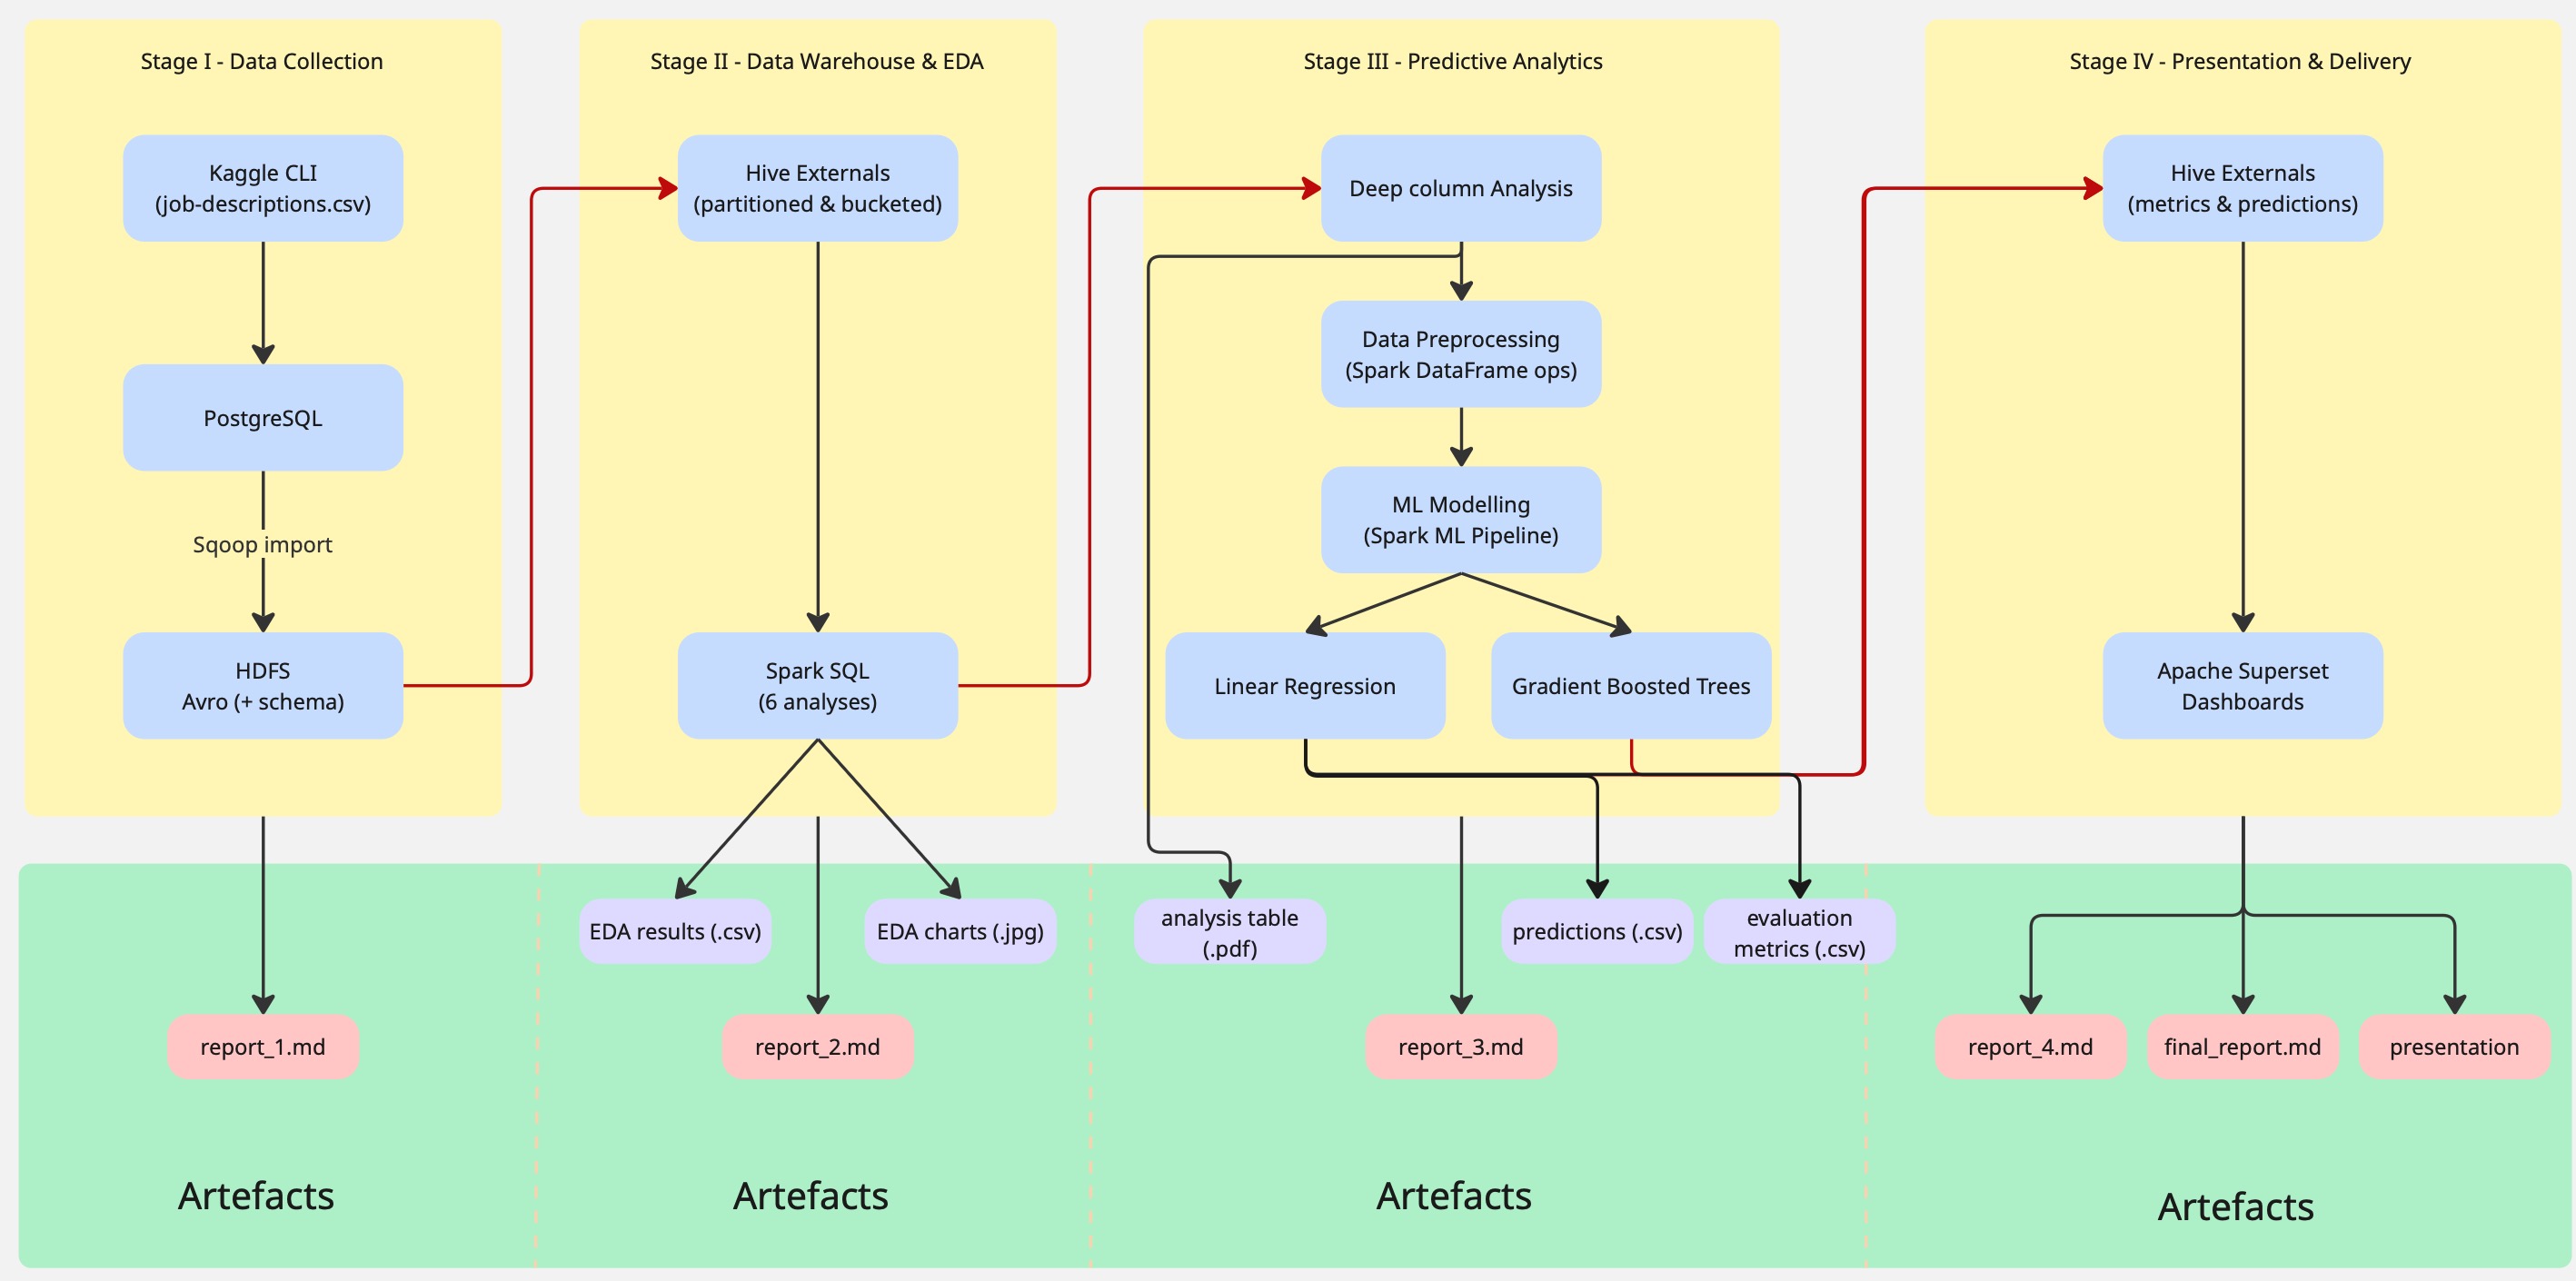 Stage I - Data Collection
Kaggle CLI
(job-descriptions.csv)
PostgreSQL
Sqoop import
HDFS
Avro (+ schema)
Stage II - Data Warehouse & EDA
Hive Externals
(partitioned & bucketed)
Spark SQL
(6 analyses)
Stage III - Predictive Analytics
Deep column Analysis
Data Preprocessing
(Spark DataFrame ops)
ML Modelling
(Spark ML Pipeline)
Linear Regression
Gradient Boosted Trees
Stage IV - Presentation & Delivery
Hive Externals
(metrics & predictions)
Apache Superset
Dashboards
report_1.md
Artefacts
EDA results (.csv)
EDA charts (.jpg)
report_2.md
Artefacts
analysis table
(.pdf)
predictions (.csv)
evaluation
metrics (.csv)
report_3.md
Artefacts
report_4.md
final_report.md
presentation
Artefacts